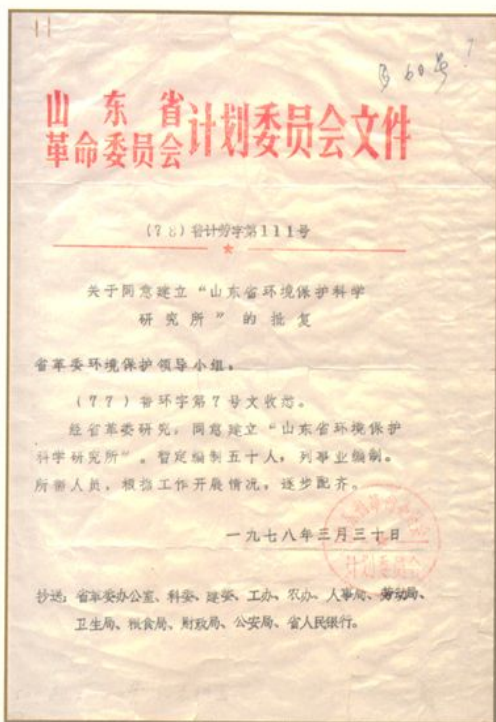 山东省
革命委员会计划委员会文件
(78)鲁计劳字第111号
关于同意建立“山东省环境保护科学
研究所”的批复
省革委环境保护领导小组:
(77)鲁环字第7号文收悉。
经省革委研究,同意建立“山东省环境保护
科学研究所”。暂定编制五十人,列事业编制。
所需人员,根据工作开展情况,逐步配齐。
一九七八年三月三十日
计划委员会
抄送:省革委办公室、科委、建委、工办、农办、人事局、劳动局、
卫生局、粮食局、财政局、公安局、省人民银行。